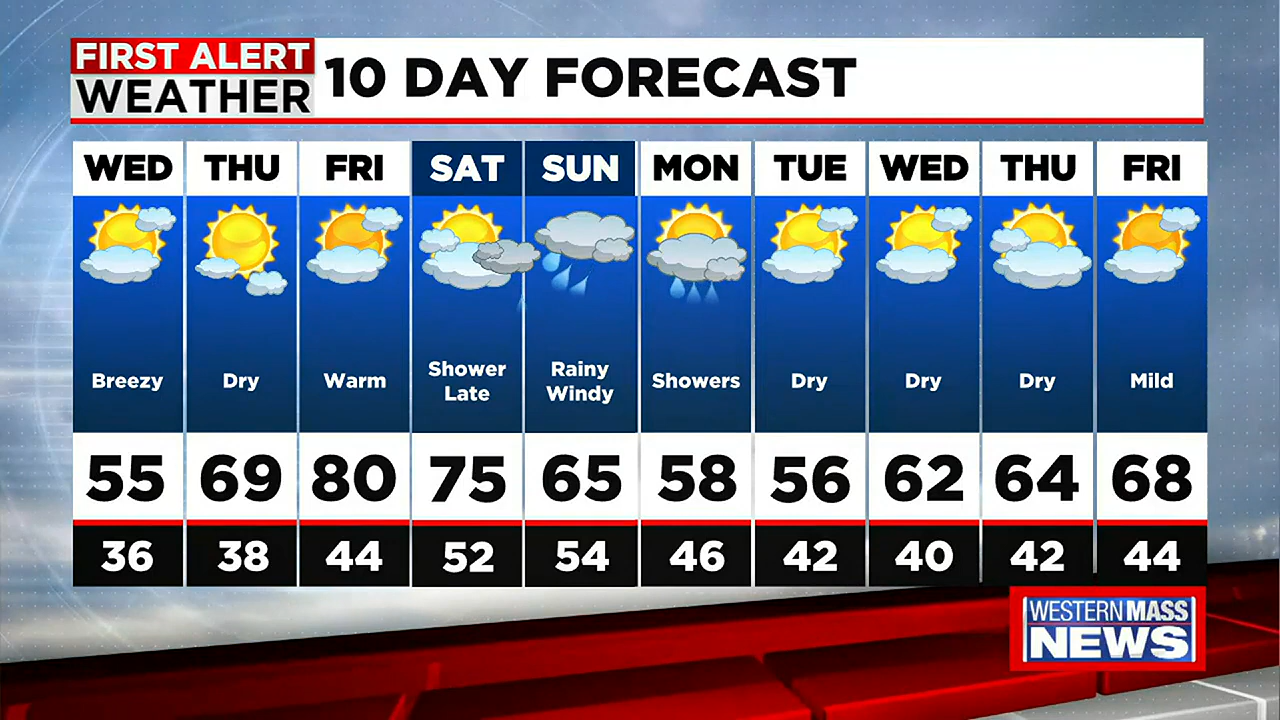 FIRST ALERT
WEATHER
10 DAY FORECAST
WED THU FRI SAT SUN MON TUE WED THU FRI
Breezy Dry Warm Shower Late Rainy Windy Showers Dry Dry Dry Mild
55 69 80 75 65 58 56 62 64 68
36 38 44 52 54 46 42 40 42 44
WESTERN MASS
NEWS